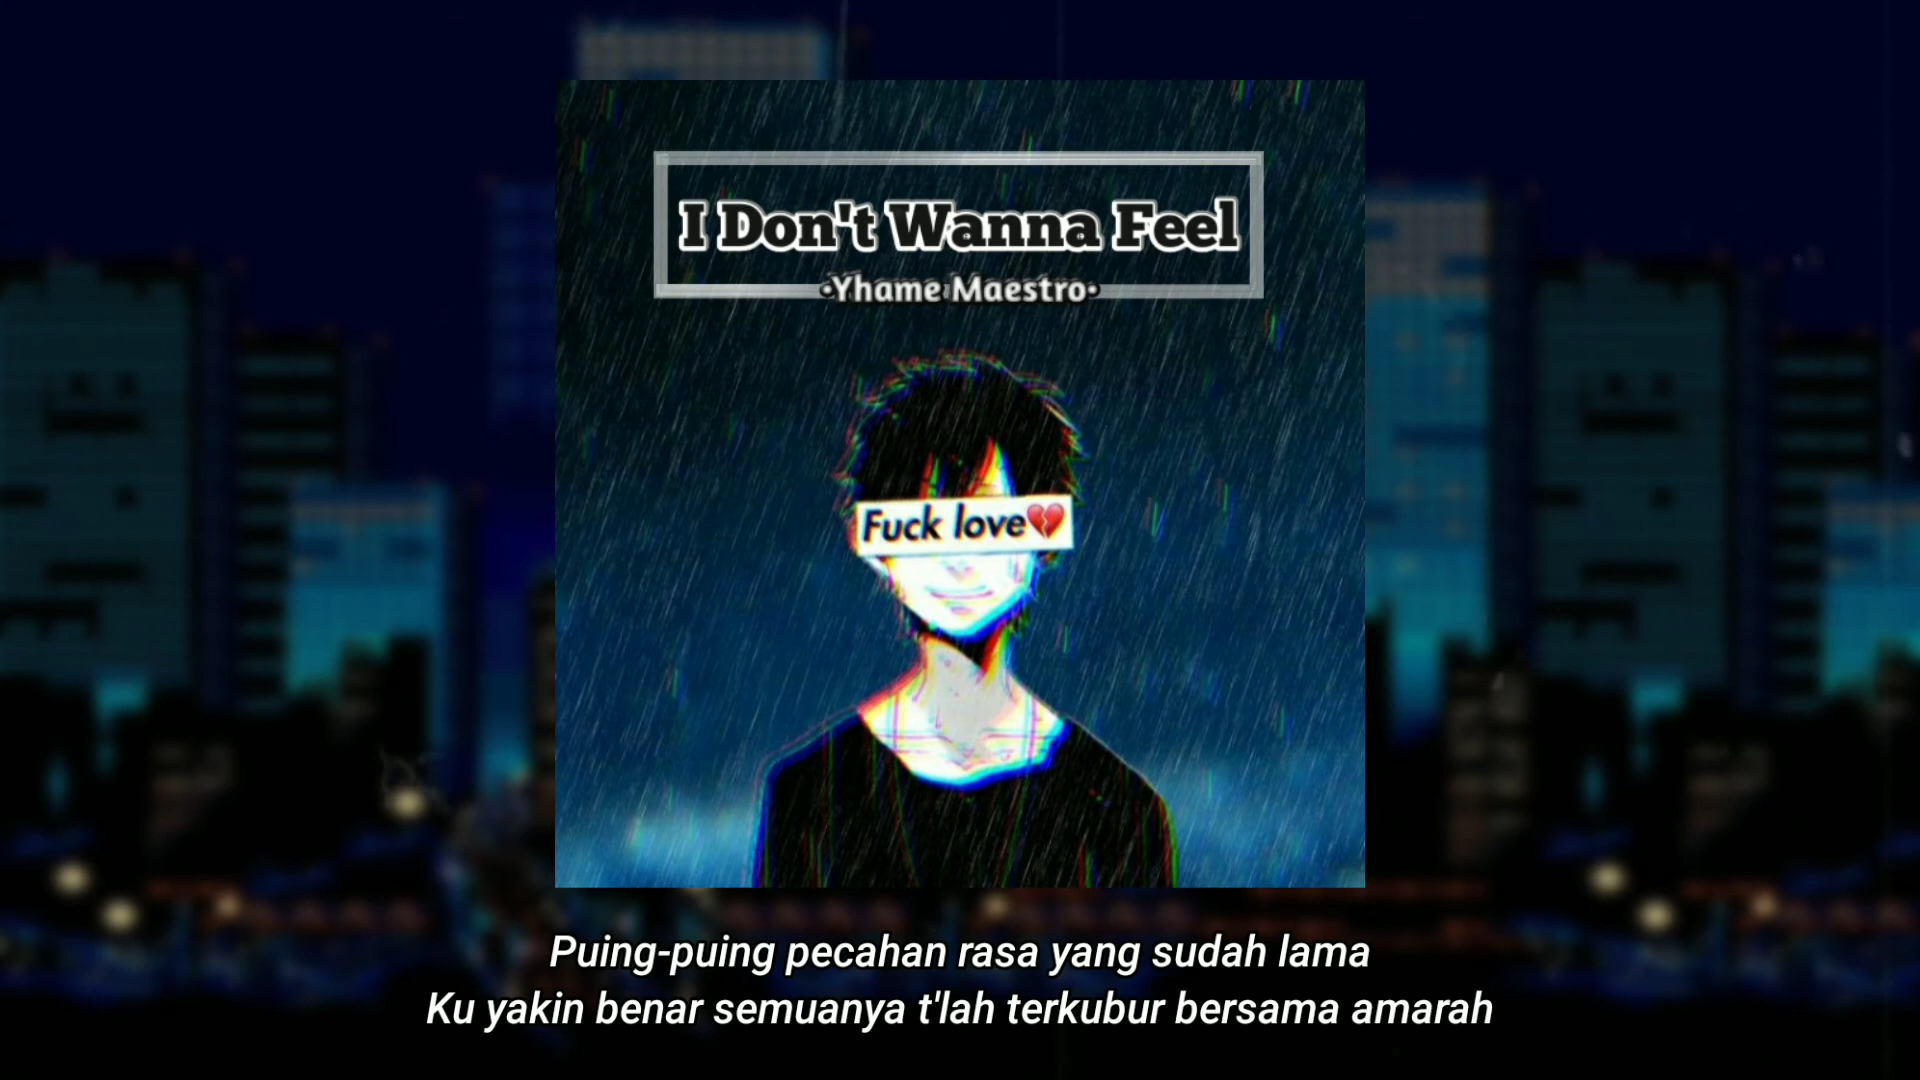 I Don't Wanna Feel
•Yhame Maestro•
Fuck love💔
Puing-puing pecahan rasa yang sudah lama
Ku yakin benar semuanya t'lah terkubur bersama amarah